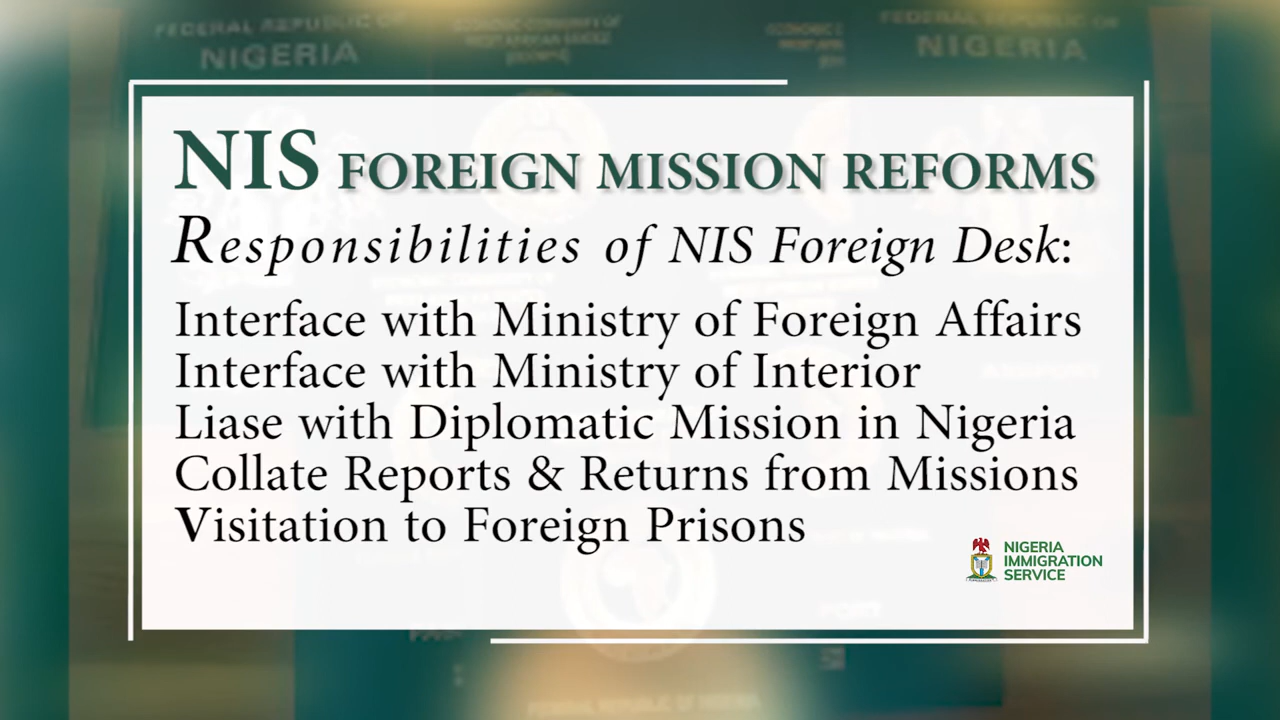 FEDERAL REPUBLIC OF
NIGERIA
FEDERAL REPUBLIC OF
NIGERIA
NIS FOREIGN MISSION REFORMS
Responsibilities of NIS Foreign Desk:
Interface with Ministry of Foreign Affairs
Interface with Ministry of Interior
Liase with Diplomatic Mission in Nigeria
Collate Reports & Returns from Missions
Visitation to Foreign Prisons
NIGERIA
IMMIGRATION
SERVICE